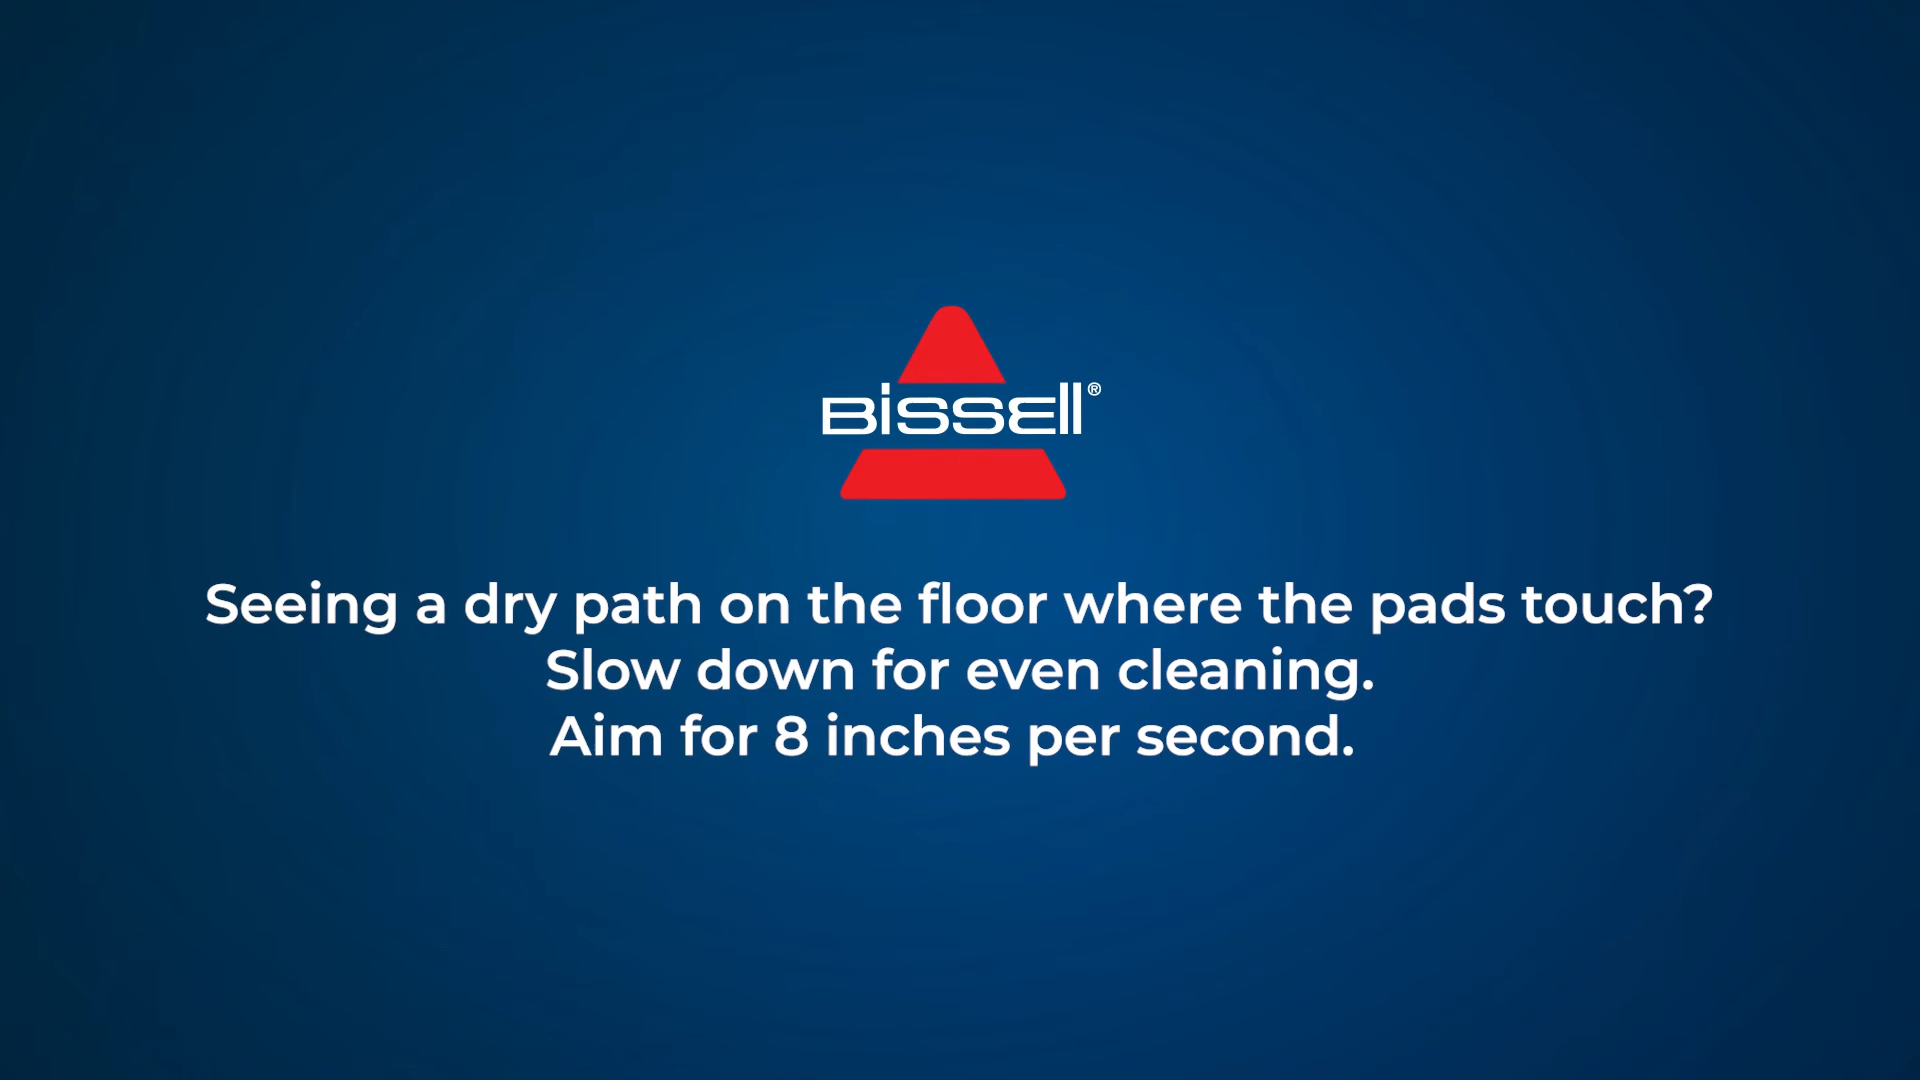 BISSELL®
Seeing a dry path on the floor where the pads touch?
Slow down for even cleaning.
Aim for 8 inches per second.